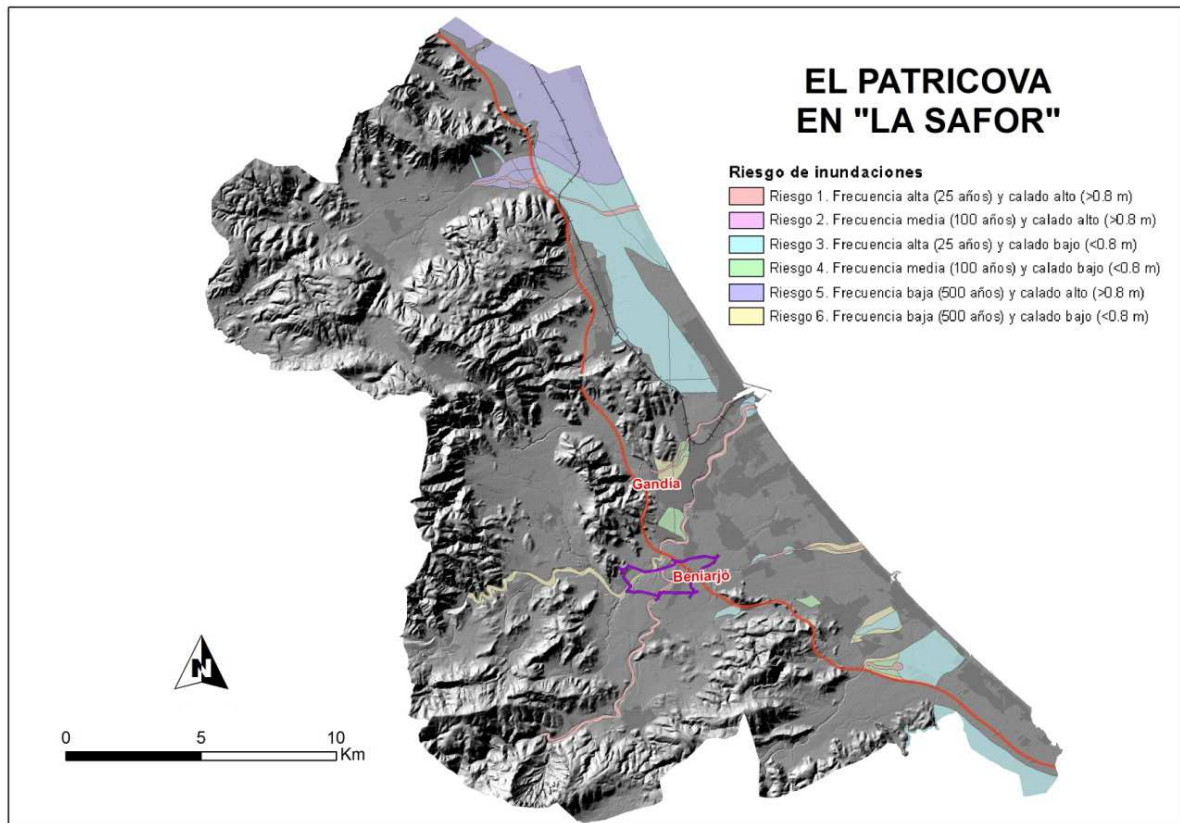 EL PATRICOVA
EN "LA SAFOR"
Riesgo de inundaciones
Riesgo 1. Frecuencia alta (25 años) y calado alto (>0.8 m)
Riesgo 2. Frecuencia media (100 años) y calado alto (>0.8 m)
Riesgo 3. Frecuencia alta (25 años) y calado bajo (<0.8 m)
Riesgo 4. Frecuencia media (100 años) y calado bajo (<0.8 m)
Riesgo 5. Frecuencia baja (500 años) y calado alto (>0.8 m)
Riesgo 6. Frecuencia baja (500 años) y calado bajo (<0.8 m)
Gandía
Beniarjó
N
0 5 10
Km